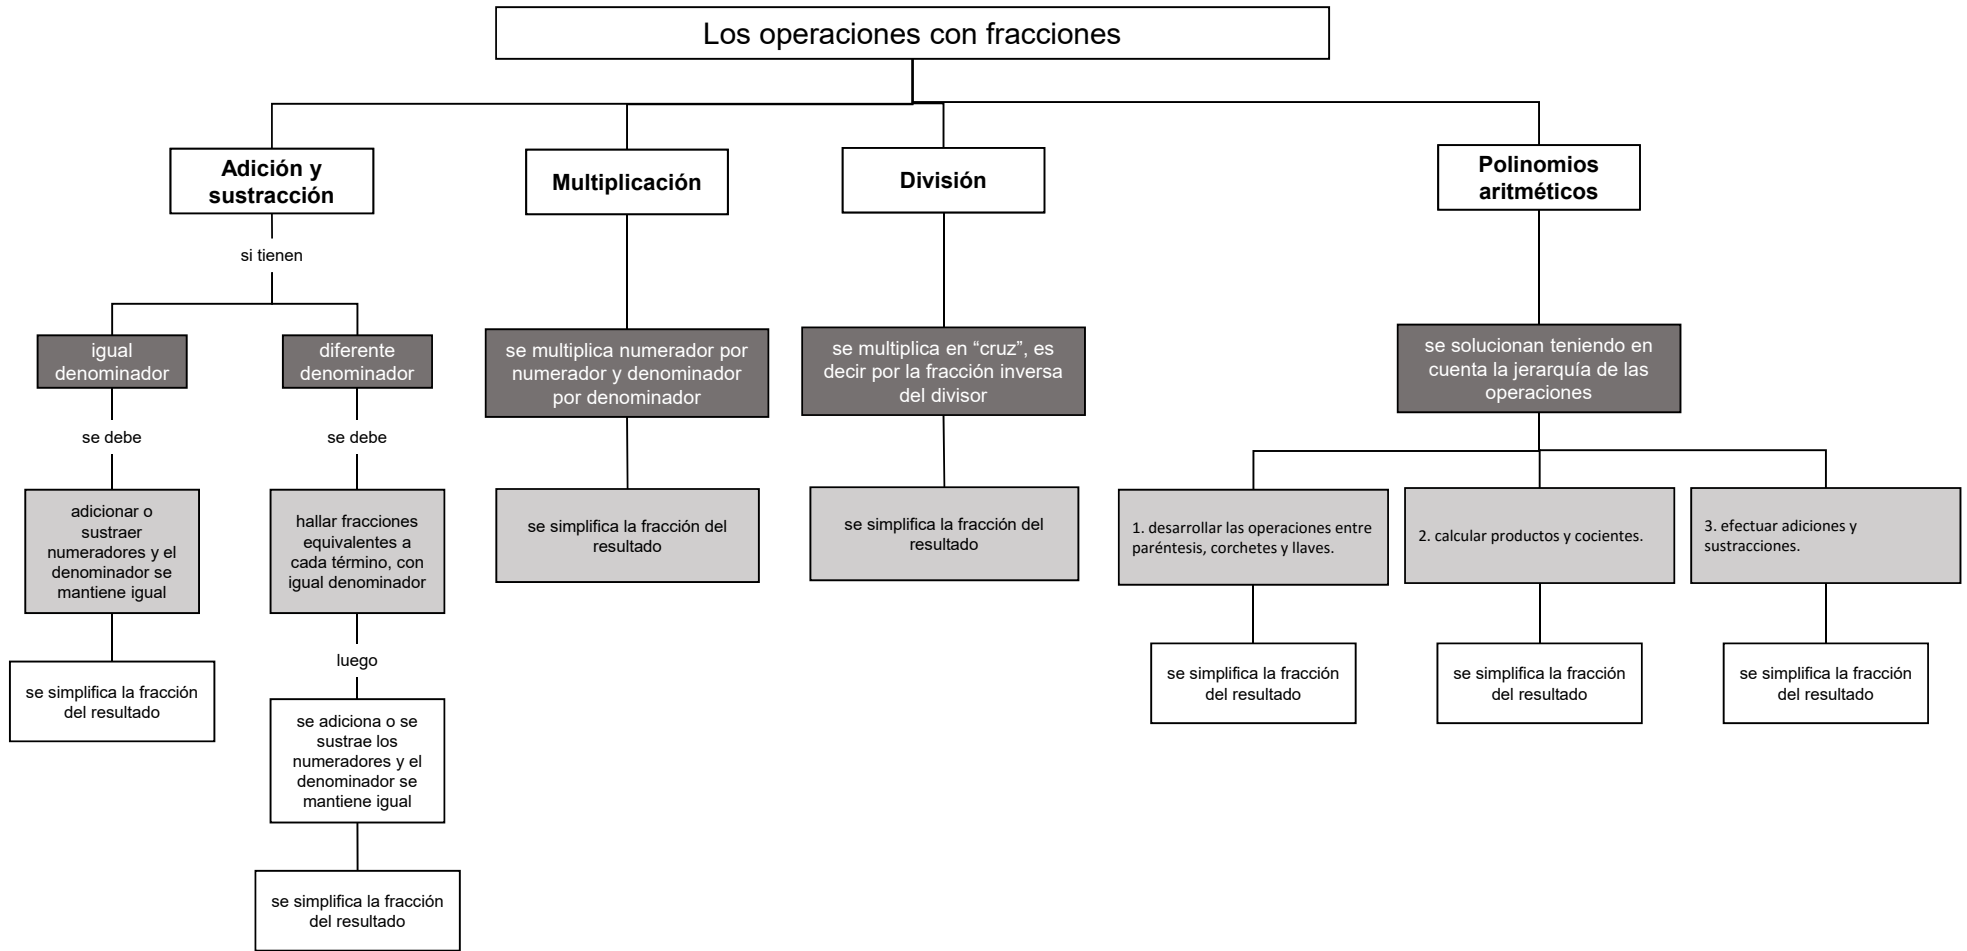 Los operaciones con fracciones
Adición y
sustracción
si tienen
igual
denominador
se debe
adicionar o
sustraer
numeradores y el
denominador se
mantiene igual
se simplifica la fracción
del resultado
diferente
denominador
se debe
hallar fracciones
equivalentes a
cada término, con
igual denominador
luego
se adiciona o se
sustrae los
numeradores y el
denominador se
mantiene igual
se simplifica la fracción
del resultado
Multiplicación
se multiplica numerador por
numerador y denominador
por denominador
se simplifica la fracción del
resultado
División
se multiplica en “cruz”, es
decir por la fracción inversa
del divisor
se simplifica la fracción del
resultado
Polinomios
aritméticos
se solucionan teniendo en
cuenta la jerarquía de las
operaciones
1. desarrollar las operaciones entre
paréntesis, corchetes y llaves.
se simplifica la fracción
del resultado
2. calcular productos y cocientes.
se simplifica la fracción
del resultado
3. efectuar adiciones y
sustracciones.
se simplifica la fracción
del resultado